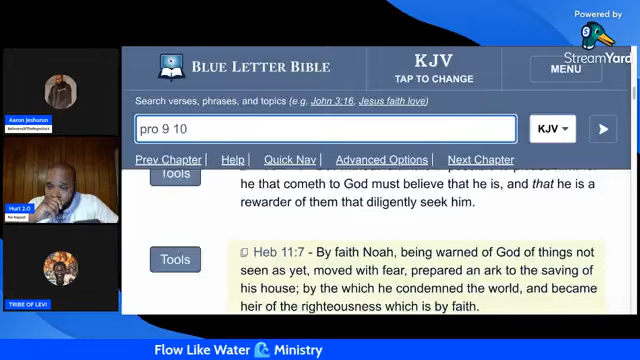 Powered by
StreamYard
BLUE LETTER BIBLE
KJV
TAP TO CHANGE
MENU
Search verses, phrases, and topics (e.g. John 3:16, Jesus faith love)
pro 9 10
KJV
Prev Chapter | Help | Quick Nav | Advanced Options | Next Chapter
Tools
he that cometh to God must believe that he is, and that he is a
rewarder of them that diligently seek him.
Tools
Heb 11:7 - By faith Noah, being warned of God of things not
seen as yet, moved with fear, prepared an ark to the saving of
his house; by the which he condemned the world, and became
heir of the righteousness which is by faith.
Aaron Jeshurun
Hurt 2.0
TRIBE OF LEVI
Flow Like Water 🌊 Ministry